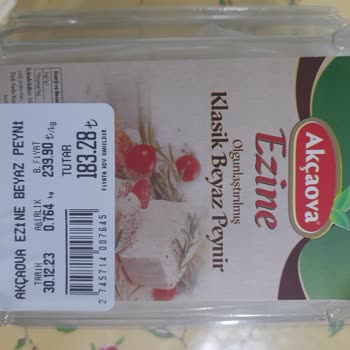 Akçaova
Ezine
Olgunlaştırılmış
Klasik Beyaz Peynir
AKÇAOVA EZINE BEYAZ PEYNİ
TARIH
30.12.23
AĞIRLIK
0.764 kg
B.FIYAT
239.90 ₺/kg
TUTAR
183.28 ₺
FIYATA KDV DAHILDIR.
2 745714 007645